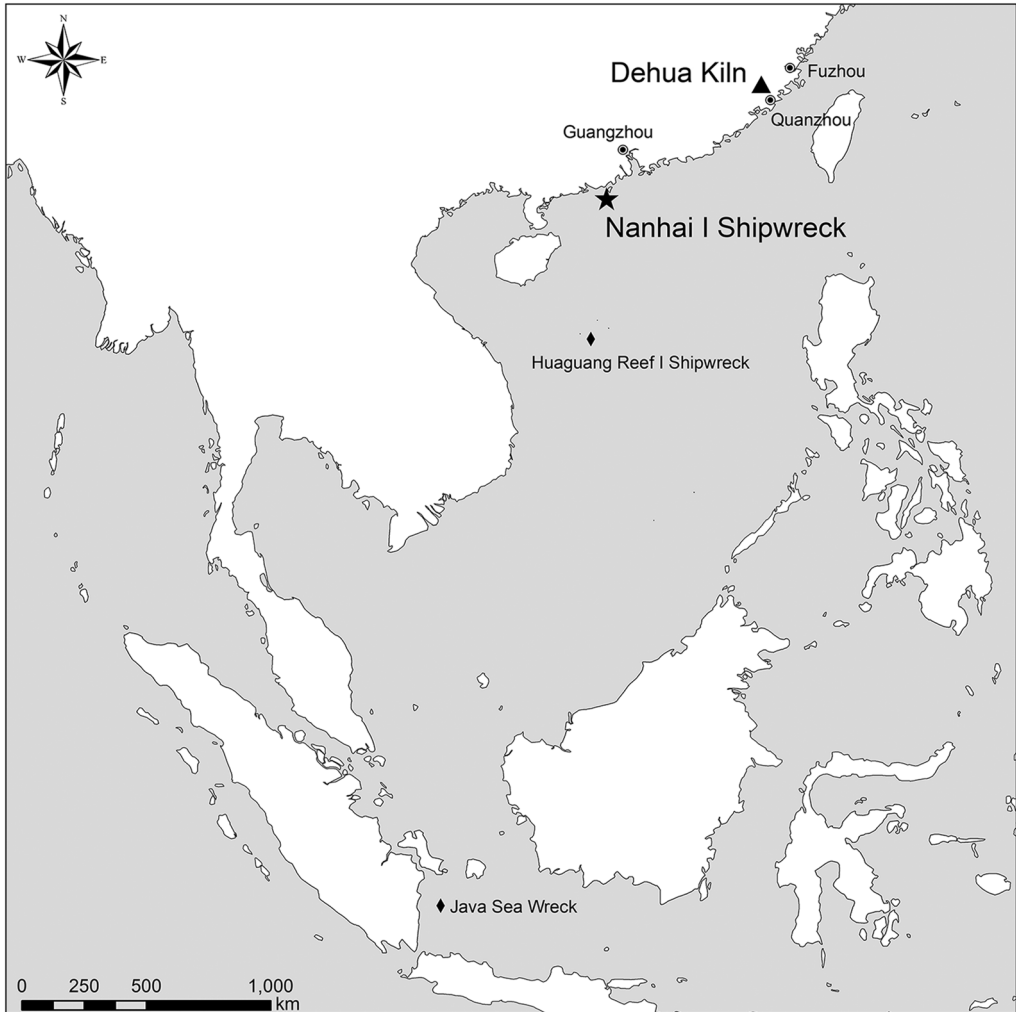 N
W E
S
Dehua Kiln
Fuzhou
Quanzhou
Guangzhou
Nanhai I Shipwreck
Huaguang Reef I Shipwreck
Java Sea Wreck
0 250 500 1,000
km